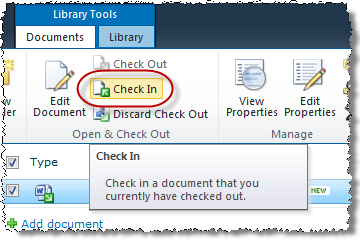 Library Tools
Documents Library
Check Out
Edit Document
Check In
Discard Check Out
View Properties
Edit Properties
Open & Check Out
Manage
Type
Check In
Check in a document that you
currently have checked out.
NEW
Add document